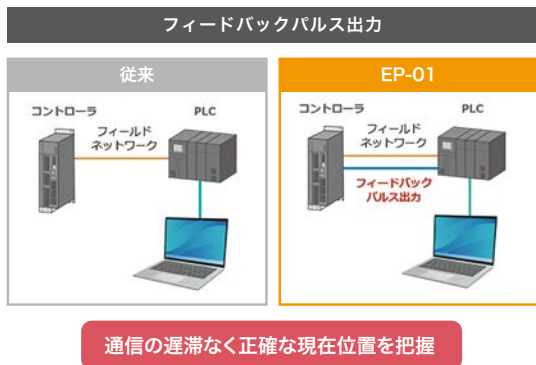 フィードバックパルス出力
従来
コントローラ
PLC
フィールド
ネットワーク
EP-01
コントローラ
PLC
フィールド
ネットワーク
フィードバック
パルス出力
通信の遅滞なく正確な現在位置を把握